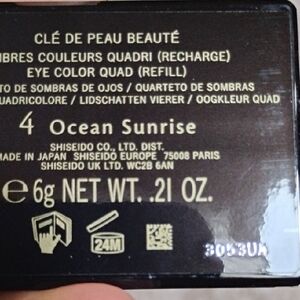 CLÉ DE PEAU BEAUTÉ
MBRES COULEURS QUADRI (RECHARGE)
EYE COLOR QUAD (REFILL)
TO DE SOMBRAS DE OJOS / QUARTETO DE SOMBRAS
QUADRICOLORE / LIDSCHATTEN VIERER / OOGKLEUR QUAD
4 Ocean Sunrise
SHISEIDO CO., LTD. DIST.
MADE IN JAPAN SHISEIDO EUROPE 75008 PARIS
SHISEIDO UK LTD. WC2B 6AN
e 6g NET WT. .21 OZ.
24M
3053UA